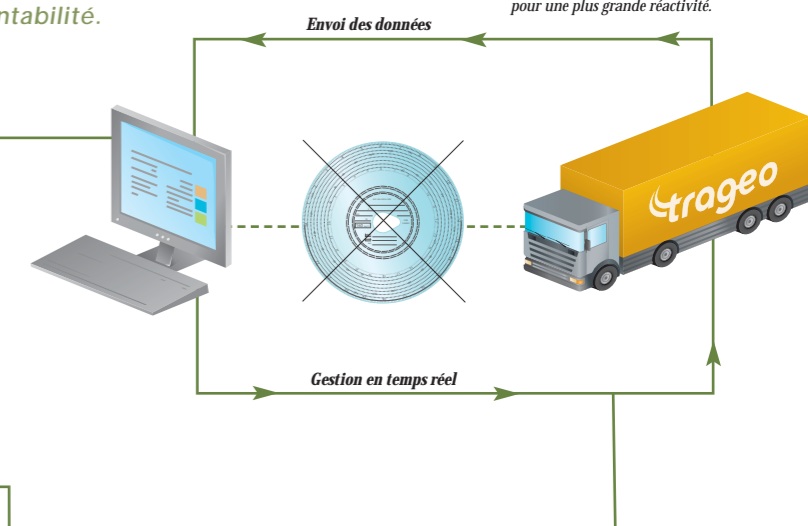 ntabilité.
pour une plus grande réactivité.
Envoi des données
trageo
Gestion en temps réel